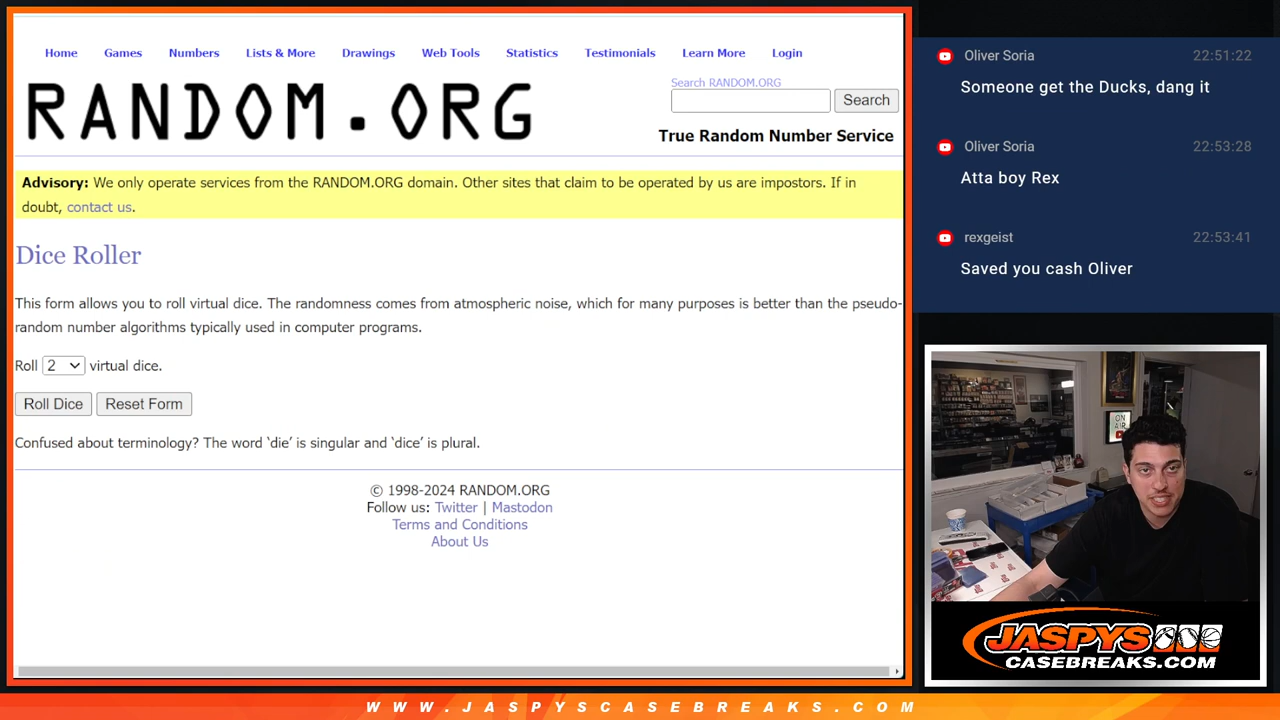 Home Games Numbers Lists & More Drawings Web Tools Statistics Testimonials Learn More Login
RANDOM.ORG
Search RANDOM.ORG
Search
True Random Number Service
Advisory: We only operate services from the RANDOM.ORG domain. Other sites that claim to be operated by us are impostors. If in
doubt, contact us.
Dice Roller
This form allows you to roll virtual dice. The randomness comes from atmospheric noise, which for many purposes is better than the pseudo-
random number algorithms typically used in computer programs.
Roll 2 virtual dice.
Roll Dice Reset Form
Confused about terminology? The word ‘die’ is singular and ‘dice’ is plural.
© 1998-2024 RANDOM.ORG
Follow us: Twitter | Mastodon
Terms and Conditions
About Us
Oliver Soria 22:51:22
Someone get the Ducks, dang it
Oliver Soria 22:53:28
Atta boy Rex
rexgeist 22:53:41
Saved you cash Oliver
ON
AIR
JASPYS
CASEBREAKS.COM
WWW.JASPYSCASEBREAKS.COM